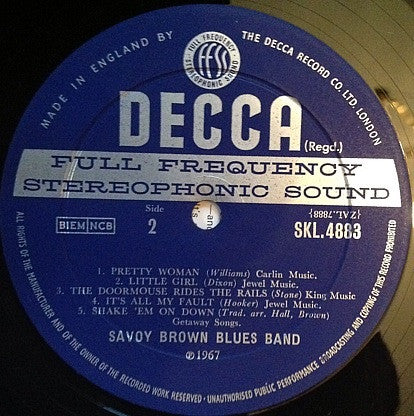 MADE IN ENGLAND BY
THE DECCA RECORD CO. LTD. LONDON
FULL FREQUENCY
ffss
STEREOPHONIC SOUND
DECCA
(Regd.)
FULL FREQUENCY
STEREOPHONIC SOUND
BIEM NCB
Side
2
{ZAL.7888}
SKL.4883
1. PRETTY WOMAN (Williams) Carlin Music.
2. LITTLE GIRL (Dixon) Jewel Music.
3. THE DOORMOUSE RIDES THE RAILS (Stone) King Music
4. IT'S ALL MY FAULT (Hooker) Jewel Music.
5. SHAKE 'EM ON DOWN (Trad. arr. Hall, Brown)
Getaway Songs.
SAVOY BROWN BLUES BAND
℗1967
ALL RIGHTS OF THE MANUFACTURER AND OF THE OWNER OF THE RECORDED WORK RESERVED · UNAUTHORISED PUBLIC PERFORMANCE BROADCASTING AND COPYING OF THIS RECORD PROHIBITED